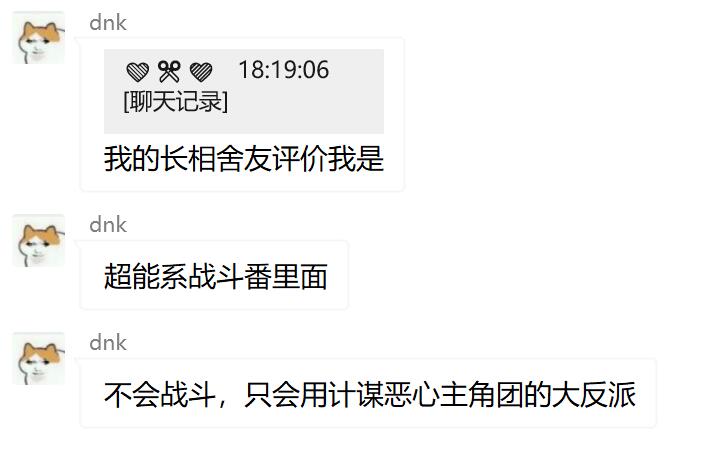 dnk
18:19:06
[聊天记录]
我的长相舍友评价我是
dnk
超能系战斗番里面
dnk
不会战斗，只会用计谋恶心主角团的大反派